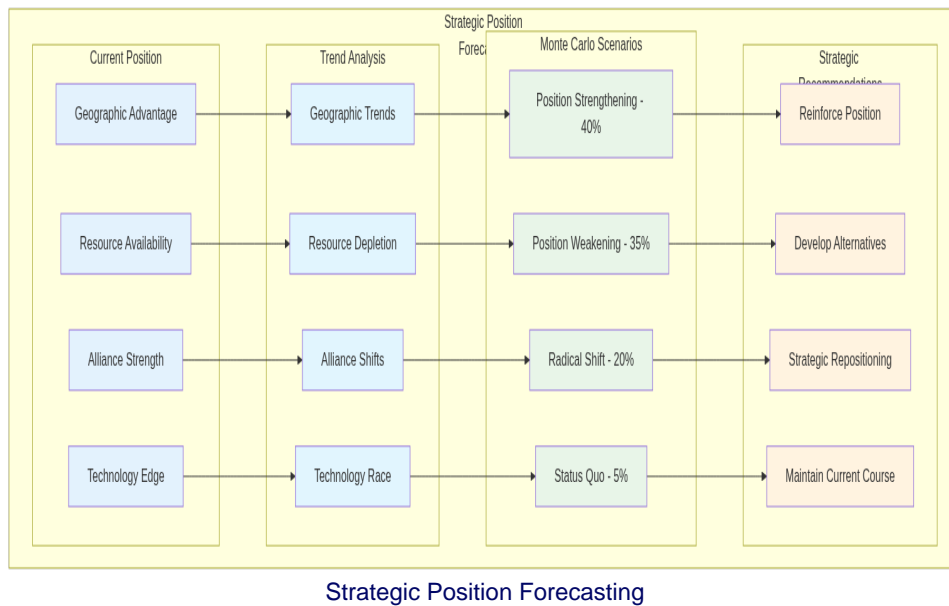 Strategic Position
Current Position
Geographic Advantage
Resource Availability
Alliance Strength
Technology Edge
Trend Analysis
Geographic Trends
Resource Depletion
Alliance Shifts
Technology Race
Monte Carlo Scenarios
Position Strengthening -
40%
Position Weakening - 35%
Radical Shift - 20%
Status Quo - 5%
Strategic
Recommendations
Reinforce Position
Develop Alternatives
Strategic Repositioning
Maintain Current Course
Strategic Position Forecasting